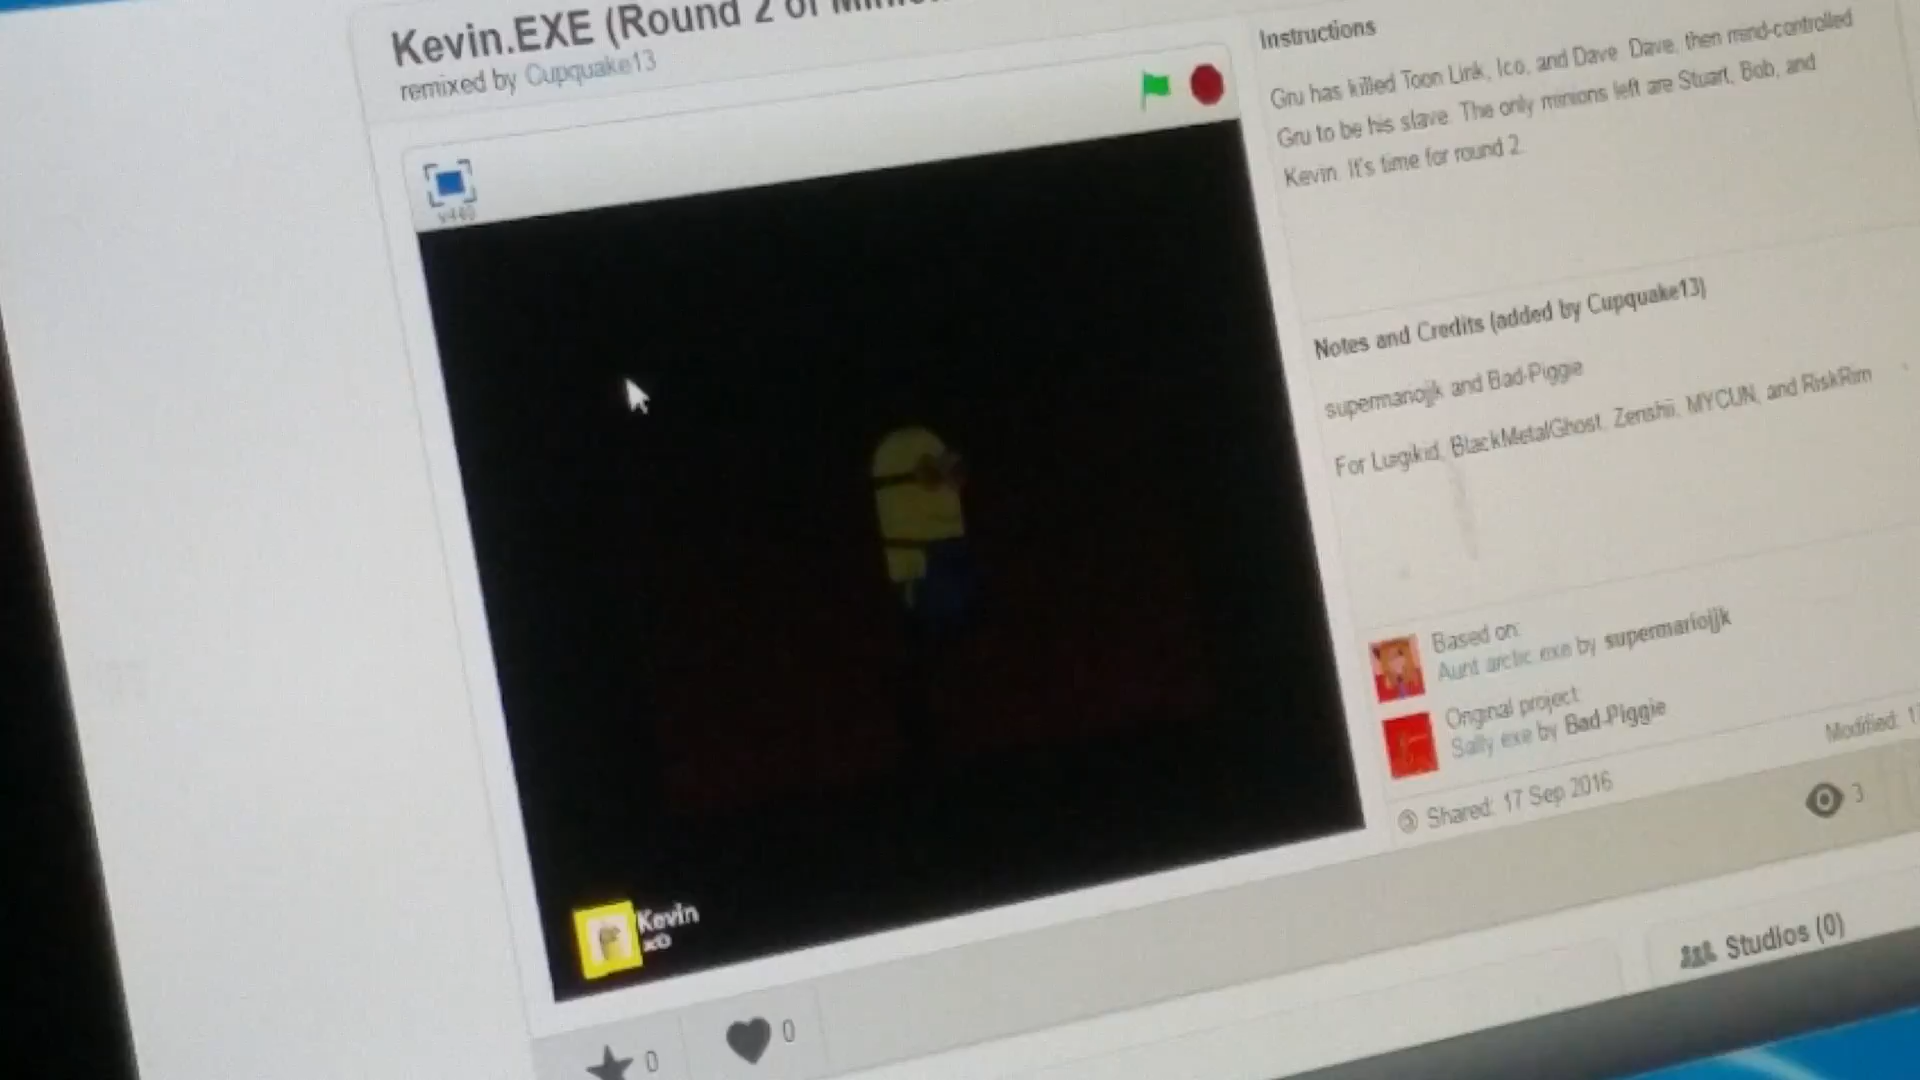 Kevin.EXE (Round 2 of
remixed by Cupquake13
v440
Kevin
x0
0
0
Instructions
Gru has killed Toon Link, Ico, and Dave. Dave, then mind-controlled
Gru to be his slave. The only minions left are Stuart, Bob, and
Kevin. It's time for round 2.
Notes and Credits (added by Cupquake13)
supermariojjk and Bad-Piggie
For Luigikid, BlackMetalGhost, Zenshii, MYCUN, and RiskRim
Based on:
Aunt arctic exe by supermariojjk
Original project:
Sally exe by Bad-Piggie
Shared: 17 Sep 2016
Modified:
3
Studios (0)